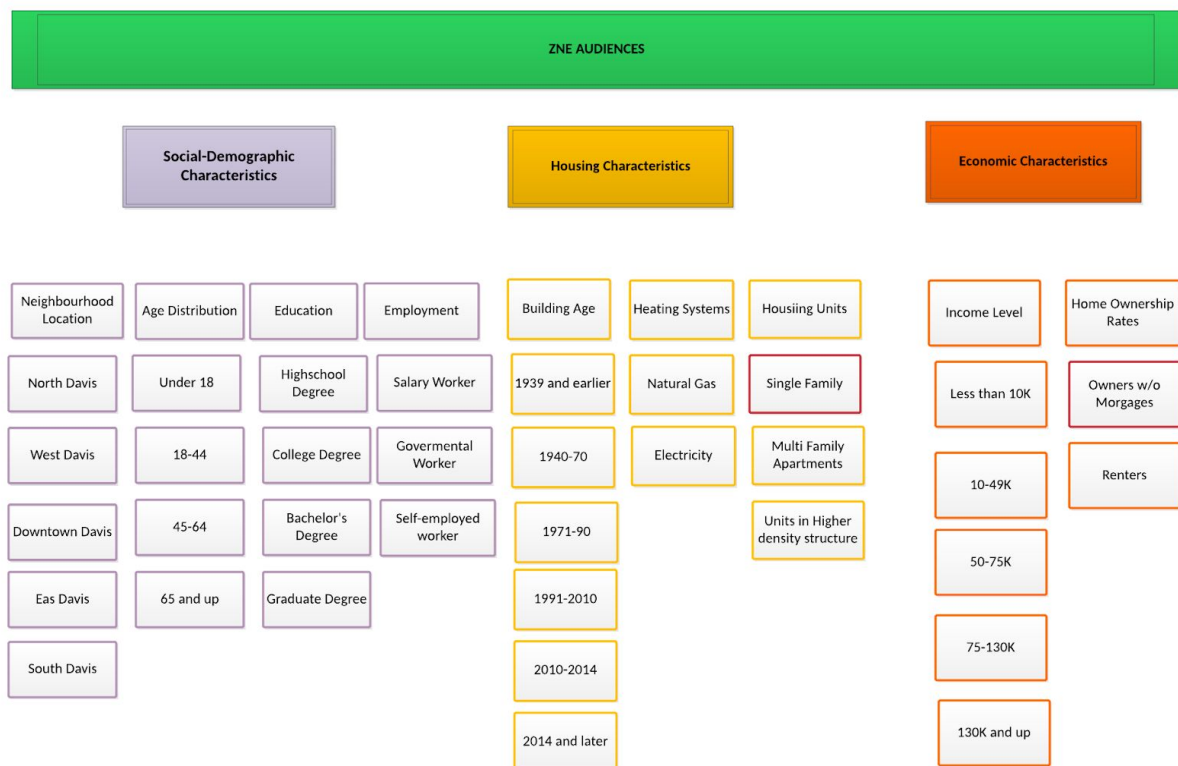 ZNE AUDIENCES
Social-Demographic
Characteristics
Housing Characteristics
Economic Characteristics
Neighbourhood
Location
Age Distribution
Education
Employment
Building Age
Heating Systems
Housiing Units
Income Level
Home Ownership
Rates
North Davis
Under 18
Highschool
Degree
Salary Worker
1939 and earlier
Natural Gas
Single Family
Less than 10K
Owners w/o
Morgages
West Davis
18-44
College Degree
Govermental
Worker
1940-70
Electricity
Multi Family
Apartments
10-49K
Renters
Downtown Davis
45-64
Bachelor's
Degree
Self-employed
worker
1971-90
Units in Higher
density structure
50-75K
Eas Davis
65 and up
Graduate Degree
1991-2010
75-130K
South Davis
2010-2014
130K and up
2014 and later